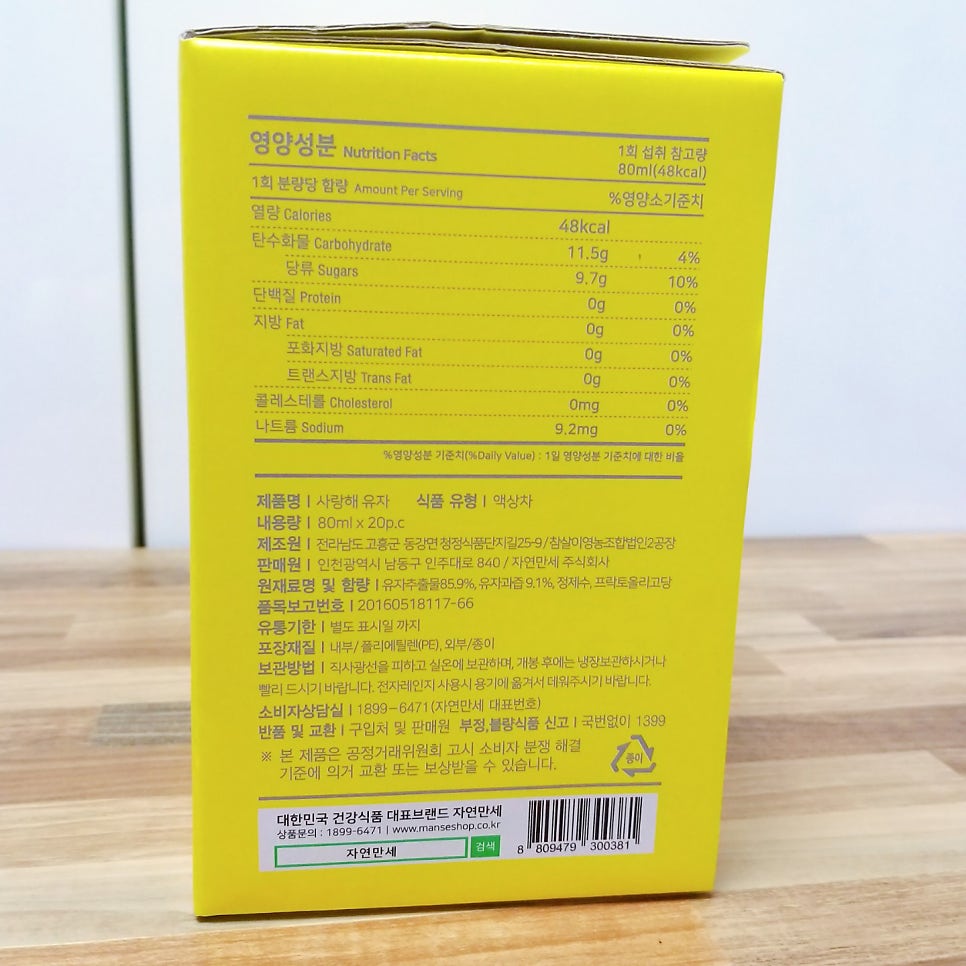 영양성분 Nutrition Facts
1회 섭취 참고량
80ml(48kcal)
1회 분량당 함량 Amount Per Serving %영양소기준치
열량 Calories 48kcal
탄수화물 Carbohydrate 11.5g 4%
당류 Sugars 9.7g 10%
단백질 Protein 0g 0%
지방 Fat 0g 0%
포화지방 Saturated Fat 0g 0%
트랜스지방 Trans Fat 0g 0%
콜레스테롤 Cholesterol 0mg 0%
나트륨 Sodium 9.2mg 0%
%영양성분 기준치(%Daily Value) : 1일 영양성분 기준치에 대한 비율
제품명 | 사랑해 유자 식품 유형 | 액상차
내용량 | 80ml x 20p.c
제조원 | 전라남도 고흥군 동강면 청정식품단지길25-9 / 참살이영농조합법인2공장
판매원 | 인천광역시 남동구 인주대로 840 / 자연만세 주식회사
원재료명 및 함량 | 유자추출물85.9%, 유자과즙 9.1%, 정제수, 프락토올리고당
품목보고번호 | 20160518117-66
유통기한 | 별도 표시일 까지
포장재질 | 내부/ 폴리에틸렌(PE), 외부/종이
보관방법 | 직사광선을 피하고 실온에 보관하며, 개봉 후에는 냉장보관하시거나
빨리 드시기 바랍니다. 전자레인지 사용시 용기에 옮겨서 데워주시기 바랍니다.
소비자상담실 | 1899-6471(자연만세 대표번호)
반품 및 교환 | 구입처 및 판매원 부정,불량식품 신고 | 국번없이 1399
※ 본 제품은 공정거래위원회 고시 소비자 분쟁 해결
기준에 의거 교환 또는 보상받을 수 있습니다.
종이
대한민국 건강식품 대표브랜드 자연만세
상품문의 : 1899-6471 | www.manseshop.co.kr
자연만세 검색
8 809479 300381